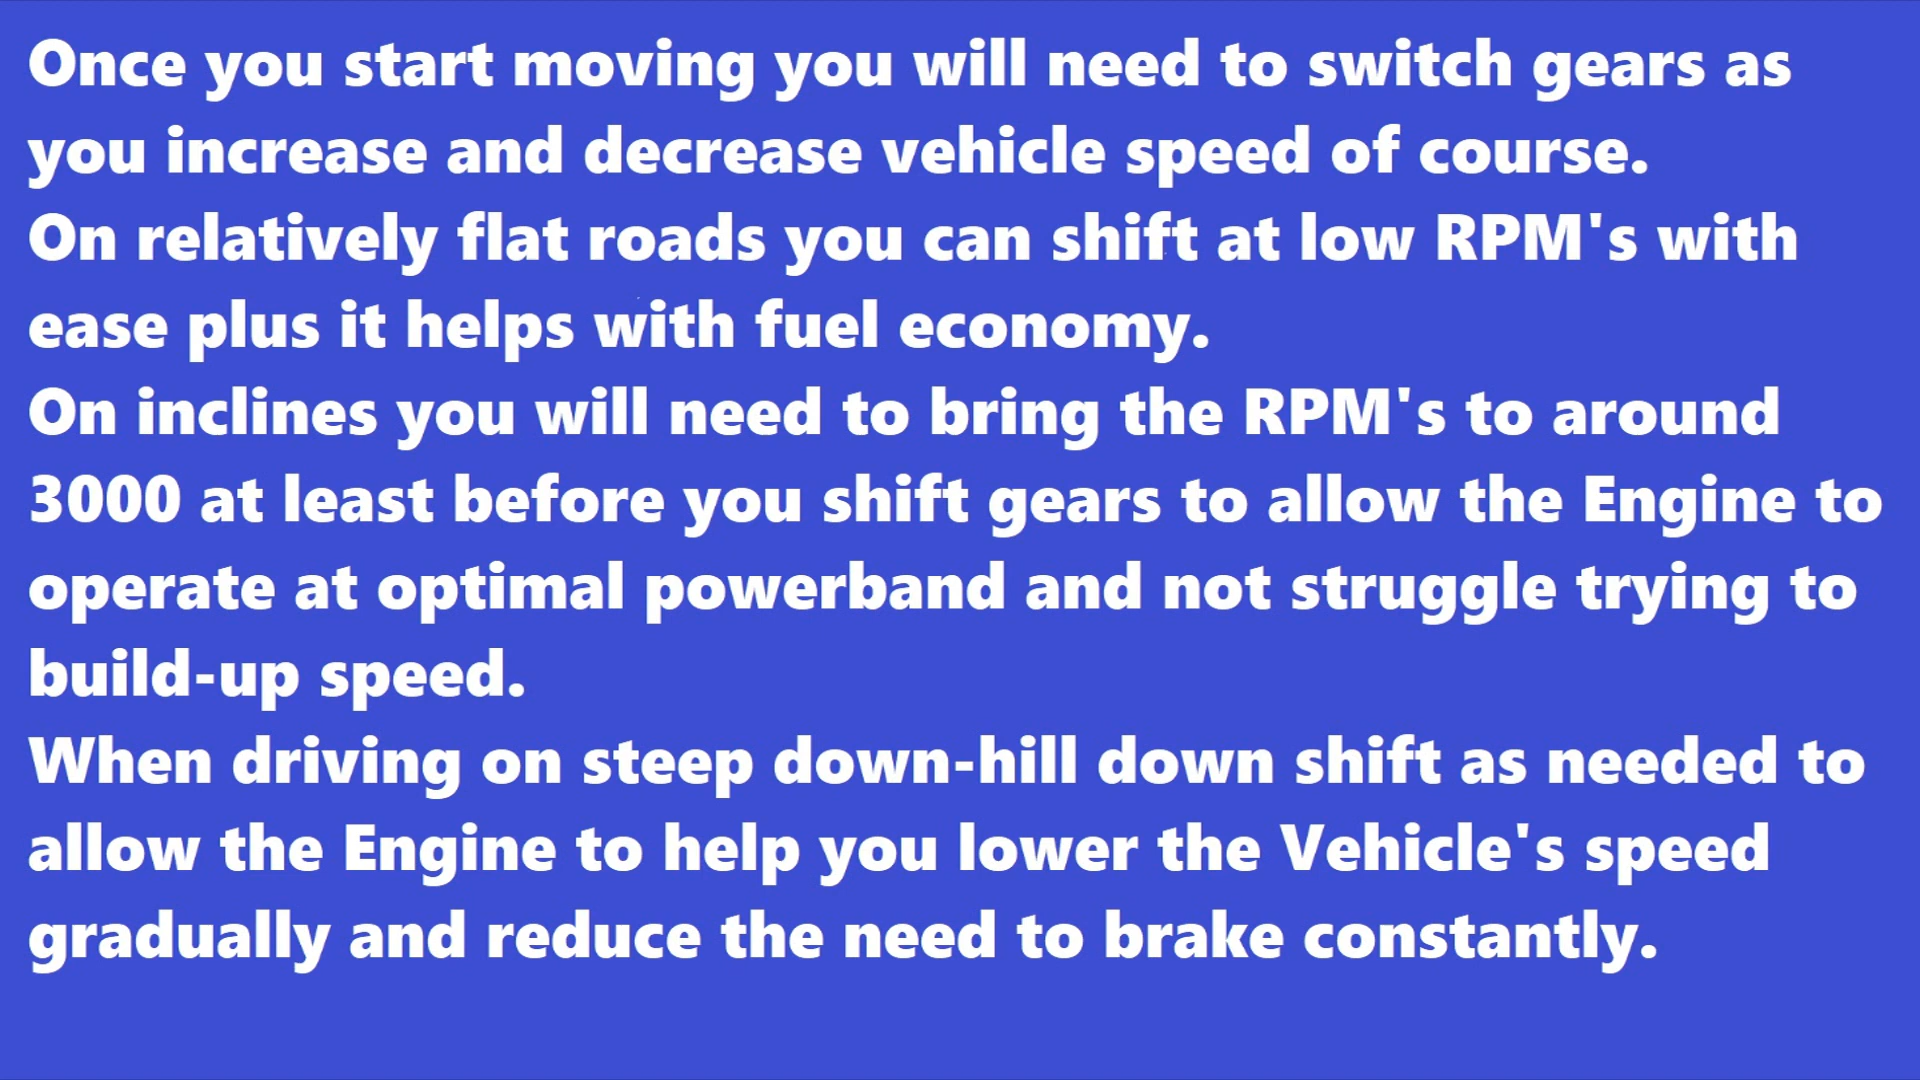 Once you start moving you will need to switch gears as
you increase and decrease vehicle speed of course.
On relatively flat roads you can shift at low RPM's with
ease plus it helps with fuel economy.
On inclines you will need to bring the RPM's to around
3000 at least before you shift gears to allow the Engine to
operate at optimal powerband and not struggle trying to
build-up speed.
When driving on steep down-hill down shift as needed to
allow the Engine to help you lower the Vehicle's speed
gradually and reduce the need to brake constantly.